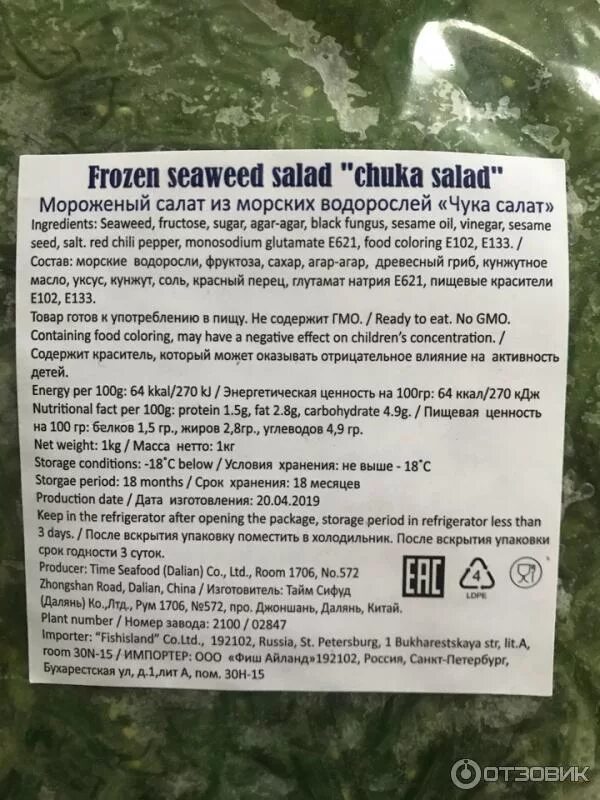 Frozen seaweed salad "chuka salad"
Мороженый салат из морских водорослей «Чука салат»
Ingredients: Seaweed, fructose, sugar, agar-agar, black fungus, sesame oil, vinegar, sesame
seed, salt. red chili pepper, monosodium glutamate E621, food coloring E102, E133. /
Состав: морские водоросли, фруктоза, сахар, агар-агар, древесный гриб, кунжутное
масло, уксус, кунжут, соль, красный перец, глутамат натрия Е621, пищевые красители
Е102, Е133.
Товар готов к употреблению в пищу. Не содержит ГМО. / Ready to eat. No GMO.
Containing food coloring, may have a negative effect on children's concentration. /
Содержит краситель, который может оказывать отрицательное влияние на активность
детей.
Energy per 100g: 64 kkal/270 kJ / Энергетическая ценность на 100гр: 64 ккал/270 кДж
Nutritional fact per 100g: protein 1.5g, fat 2.8g, carbohydrate 4.9g. / Пищевая ценность
на 100 гр: белков 1,5 гр., жиров 2,8гр., углеводов 4,9 гр.
Net weight: 1kg / Масса нетто: 1кг
Storage conditions: -18˚C below / Условия хранения: не выше - 18˚С
Storgae period: 18 months / Срок хранения: 18 месяцев
Production date / Дата изготовления: 20.04.2019
Keep in the refrigerator after opening the package, storage period in refrigerator less than
3 days. / После вскрытия упаковку поместить в холодильник. После вскрытия упаковки
срок годности 3 суток.
Producer: Time Seafood (Dalian) Co., Ltd., Room 1706, No.572
Zhongshan Road, Dalian, China / Изготовитель: Тайм Сифуд
(Далянь) Ко.,Лтд., Рум 1706, №572, про. Джоншань, Далянь, Китай.
EAC
4
LDPE
Plant number / Номер завода: 2100 / 02847
Importer: "Fishisland" Co.Ltd., 192102, Russia, St. Petersburg, 1 Bukharestskaya str, lit.A,
room 30N-15 / ИМПОРТЕР: ООО «Фиш Айланд»192102, Россия, Санкт-Петербург,
Бухарестская ул, д.1,лит А, пом. 30Н-15
ОТЗОВИК